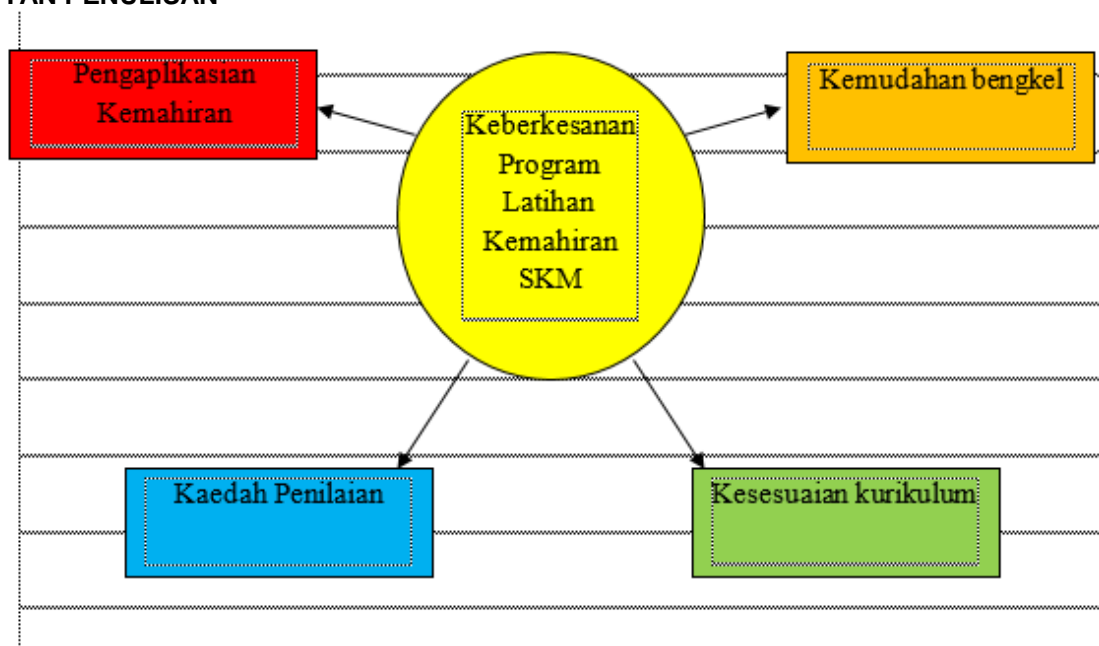 Pengaplikasian
Kemahiran
Keberkesanan
Program
Latihan
Kemahiran
SKM
Kemudahan bengkel
Kaedah Penilaian
Kesesuaian kurikulum